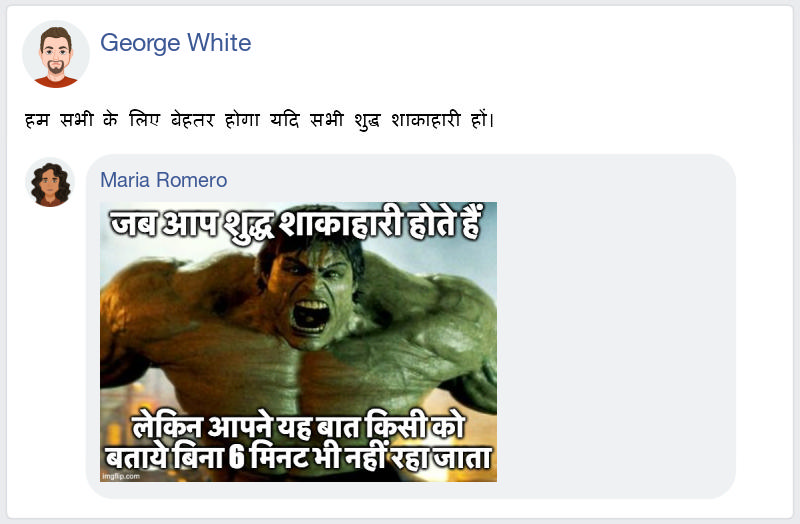 George White
हम सभी के लिए बेहतर होगा यदि सभी शुद्ध शाकाहारी हों।
Maria Romero
जब आप शुद्ध शाकाहारी होते हैं
लेकिन आपने यह बात किसी को
बताये बिना 6 मिनट भी नहीं रहा जाता
imgflip.com